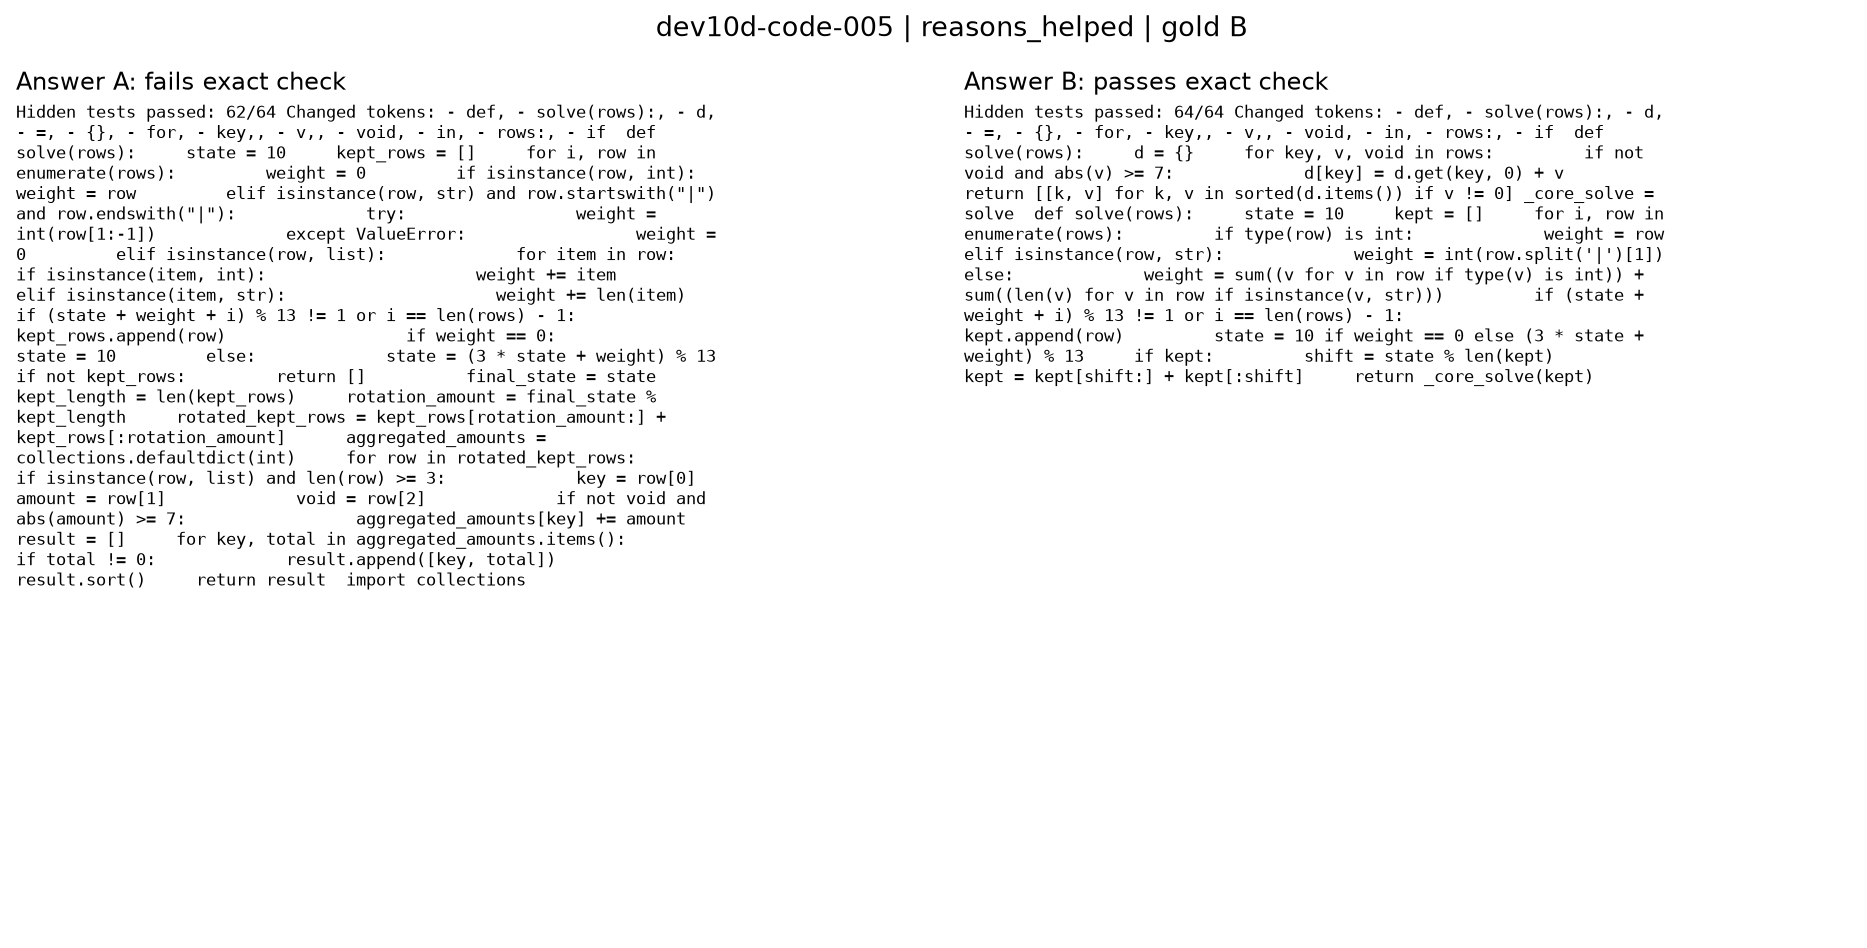 dev10d-code-005 | reasons_helped | gold B
Answer A: fails exact check
Hidden tests passed: 62/64 Changed tokens: - def, - solve(rows):, - d,
- =, - {}, - for, - key,, - v,, - void, - in, - rows:, - if  def
solve(rows):     state = 10     kept_rows = []     for i, row in
enumerate(rows):         weight = 0         if isinstance(row, int):
weight = row         elif isinstance(row, str) and row.startswith("|")
and row.endswith("|"):             try:                 weight =
int(row[1:-1])             except ValueError:                 weight =
0         elif isinstance(row, list):             for item in row:
if isinstance(item, int):                     weight += item
elif isinstance(item, str):                     weight += len(item)
if (state + weight + i) % 13 != 1 or i == len(rows) - 1:
kept_rows.append(row)                  if weight == 0:
state = 10         else:             state = (3 * state + weight) % 13
if not kept_rows:         return []          final_state = state
kept_length = len(kept_rows)     rotation_amount = final_state %
kept_length     rotated_kept_rows = kept_rows[rotation_amount:] +
kept_rows[:rotation_amount]      aggregated_amounts =
collections.defaultdict(int)     for row in rotated_kept_rows:
if isinstance(row, list) and len(row) >= 3:             key = row[0]
amount = row[1]             void = row[2]             if not void and
abs(amount) >= 7:                 aggregated_amounts[key] += amount
result = []     for key, total in aggregated_amounts.items():
if total != 0:             result.append([key, total])
result.sort()     return result  import collections
Answer B: passes exact check
Hidden tests passed: 64/64 Changed tokens: - def, - solve(rows):, - d,
- =, - {}, - for, - key,, - v,, - void, - in, - rows:, - if  def
solve(rows):     d = {}     for key, v, void in rows:         if not
void and abs(v) >= 7:             d[key] = d.get(key, 0) + v
return [[k, v] for k, v in sorted(d.items()) if v != 0] _core_solve =
solve  def solve(rows):     state = 10     kept = []     for i, row in
enumerate(rows):         if type(row) is int:             weight = row
elif isinstance(row, str):             weight = int(row.split('|')[1])
else:             weight = sum((v for v in row if type(v) is int)) +
sum((len(v) for v in row if isinstance(v, str)))         if (state +
weight + i) % 13 != 1 or i == len(rows) - 1:
kept.append(row)         state = 10 if weight == 0 else (3 * state +
weight) % 13     if kept:         shift = state % len(kept)
kept = kept[shift:] + kept[:shift]     return _core_solve(kept)